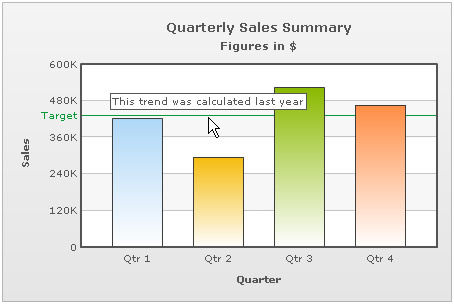 Quarterly Sales Summary
Figures in $
600K
480K
This trend was calculated last year
Target
360K
240K
120K
0
Sales
Qtr 1 Qtr 2 Qtr 3 Qtr 4
Quarter